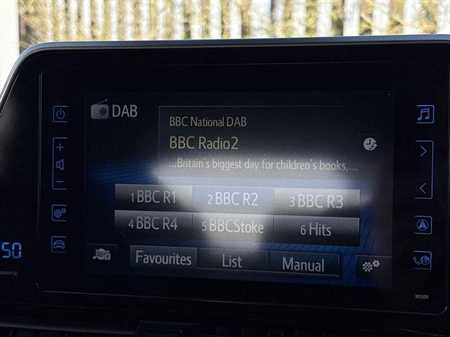 DAB
BBC National DAB
BBC Radio2
...Britain's biggest day for children's books,...
1 BBC R1
2 BBC R2
3 BBC R3
4 BBC R4
5 BBCStoke
6 Hits
Favourites
List
Manual
50